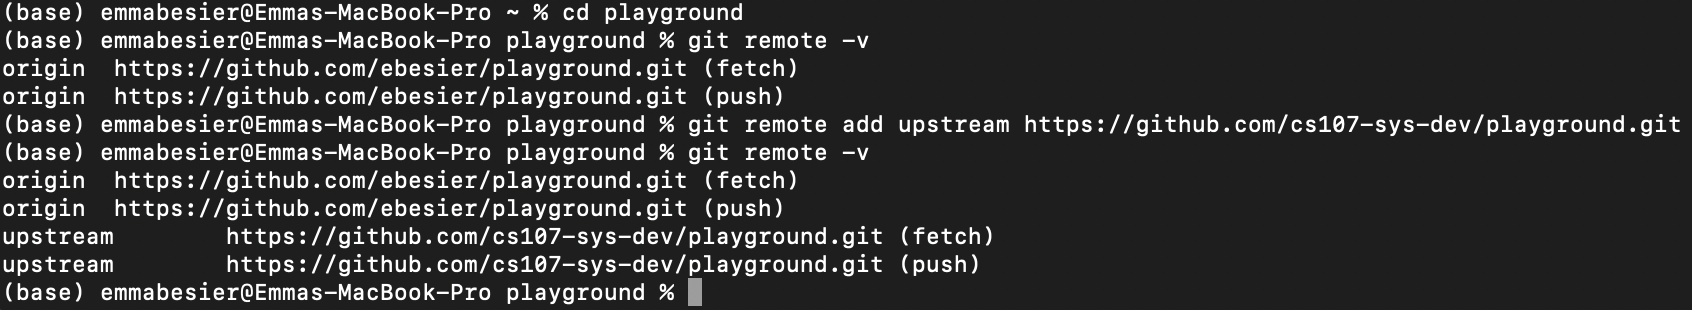 (base) emmabesier@Emmas-MacBook-Pro ~ % cd playground
(base) emmabesier@Emmas-MacBook-Pro playground % git remote -v
origin  https://github.com/ebesier/playground.git (fetch)
origin  https://github.com/ebesier/playground.git (push)
(base) emmabesier@Emmas-MacBook-Pro playground % git remote add upstream https://github.com/cs107-sys-dev/playground.git
(base) emmabesier@Emmas-MacBook-Pro playground % git remote -v
origin  https://github.com/ebesier/playground.git (fetch)
origin  https://github.com/ebesier/playground.git (push)
upstream        https://github.com/cs107-sys-dev/playground.git (fetch)
upstream        https://github.com/cs107-sys-dev/playground.git (push)
(base) emmabesier@Emmas-MacBook-Pro playground %